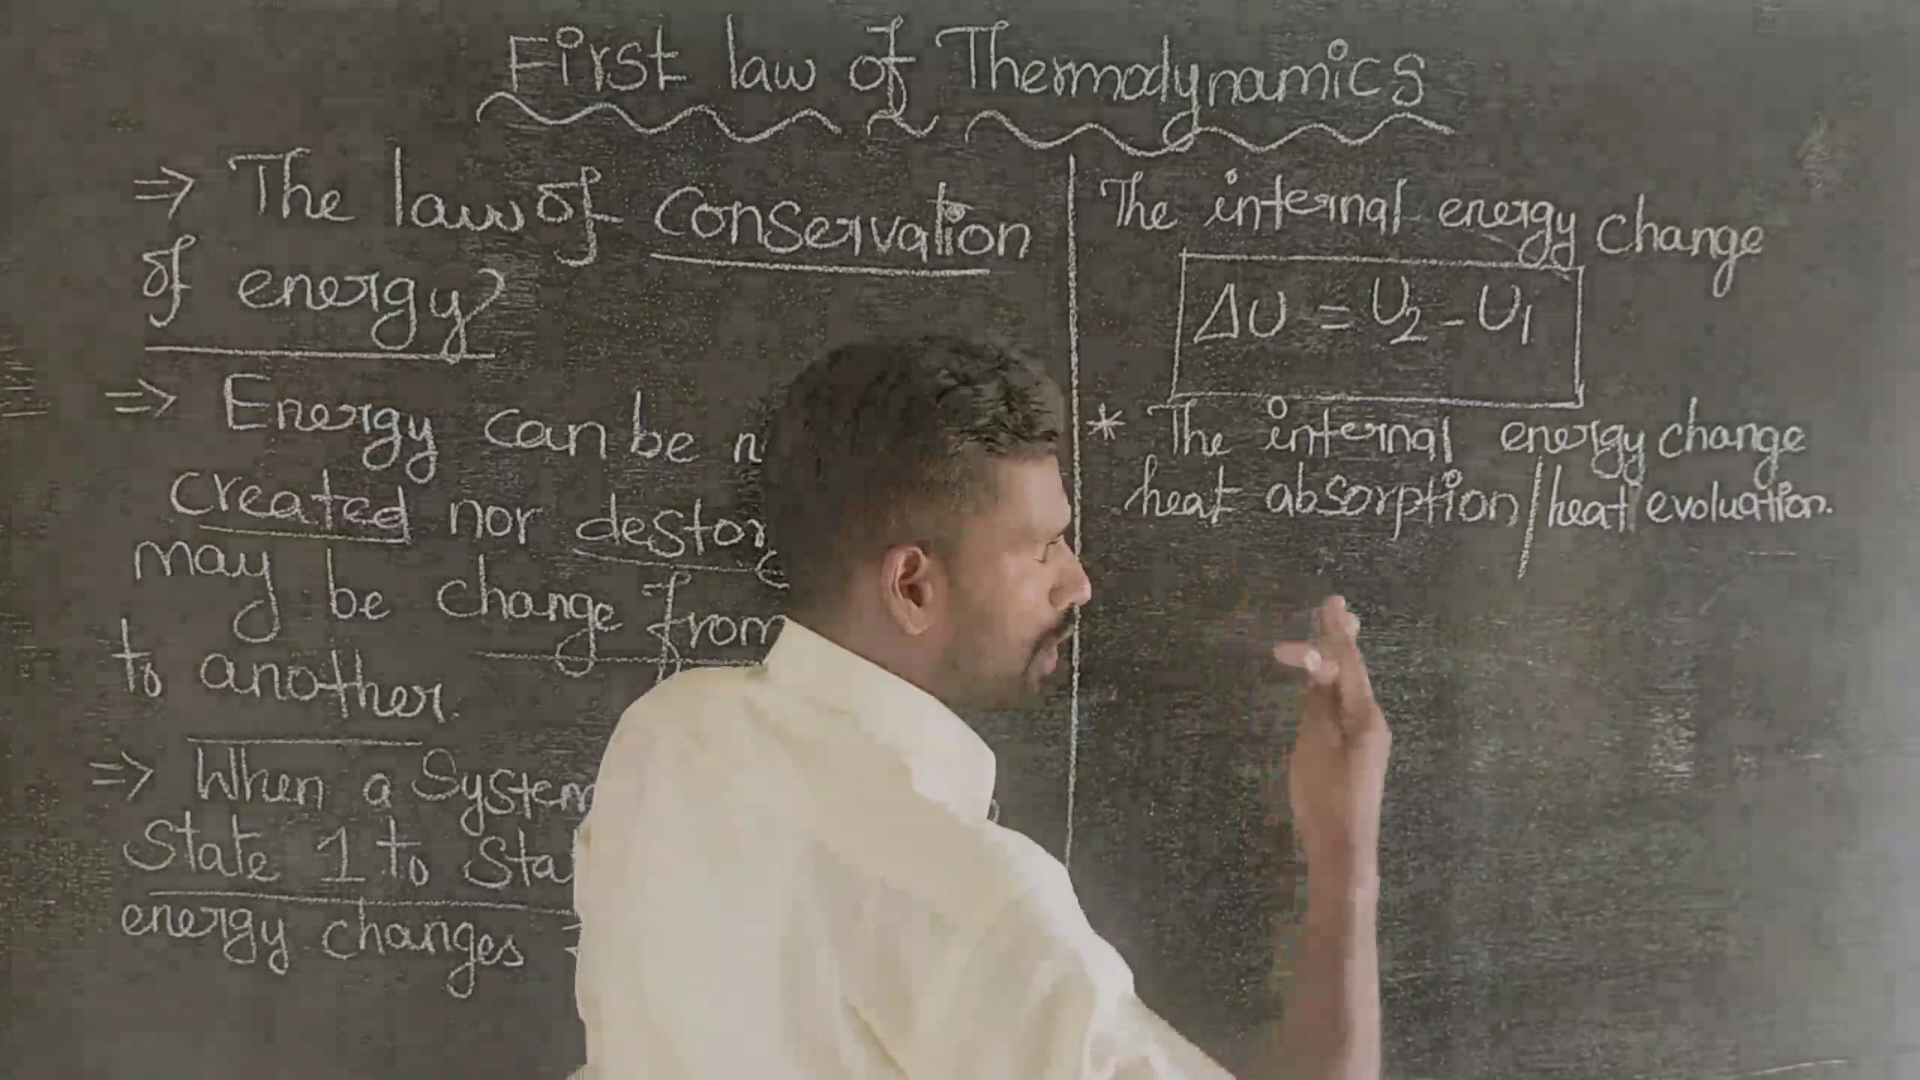 First law of Thermodynamics
=> The law of Conservation
of energy
=> Energy can be
created nor
may be change from
to another.
=> When a System
State 1 to
energy changes
The internal energy change
ΔU = U2 - U1
* The internal energy change
heat absorption/heat evoluation.